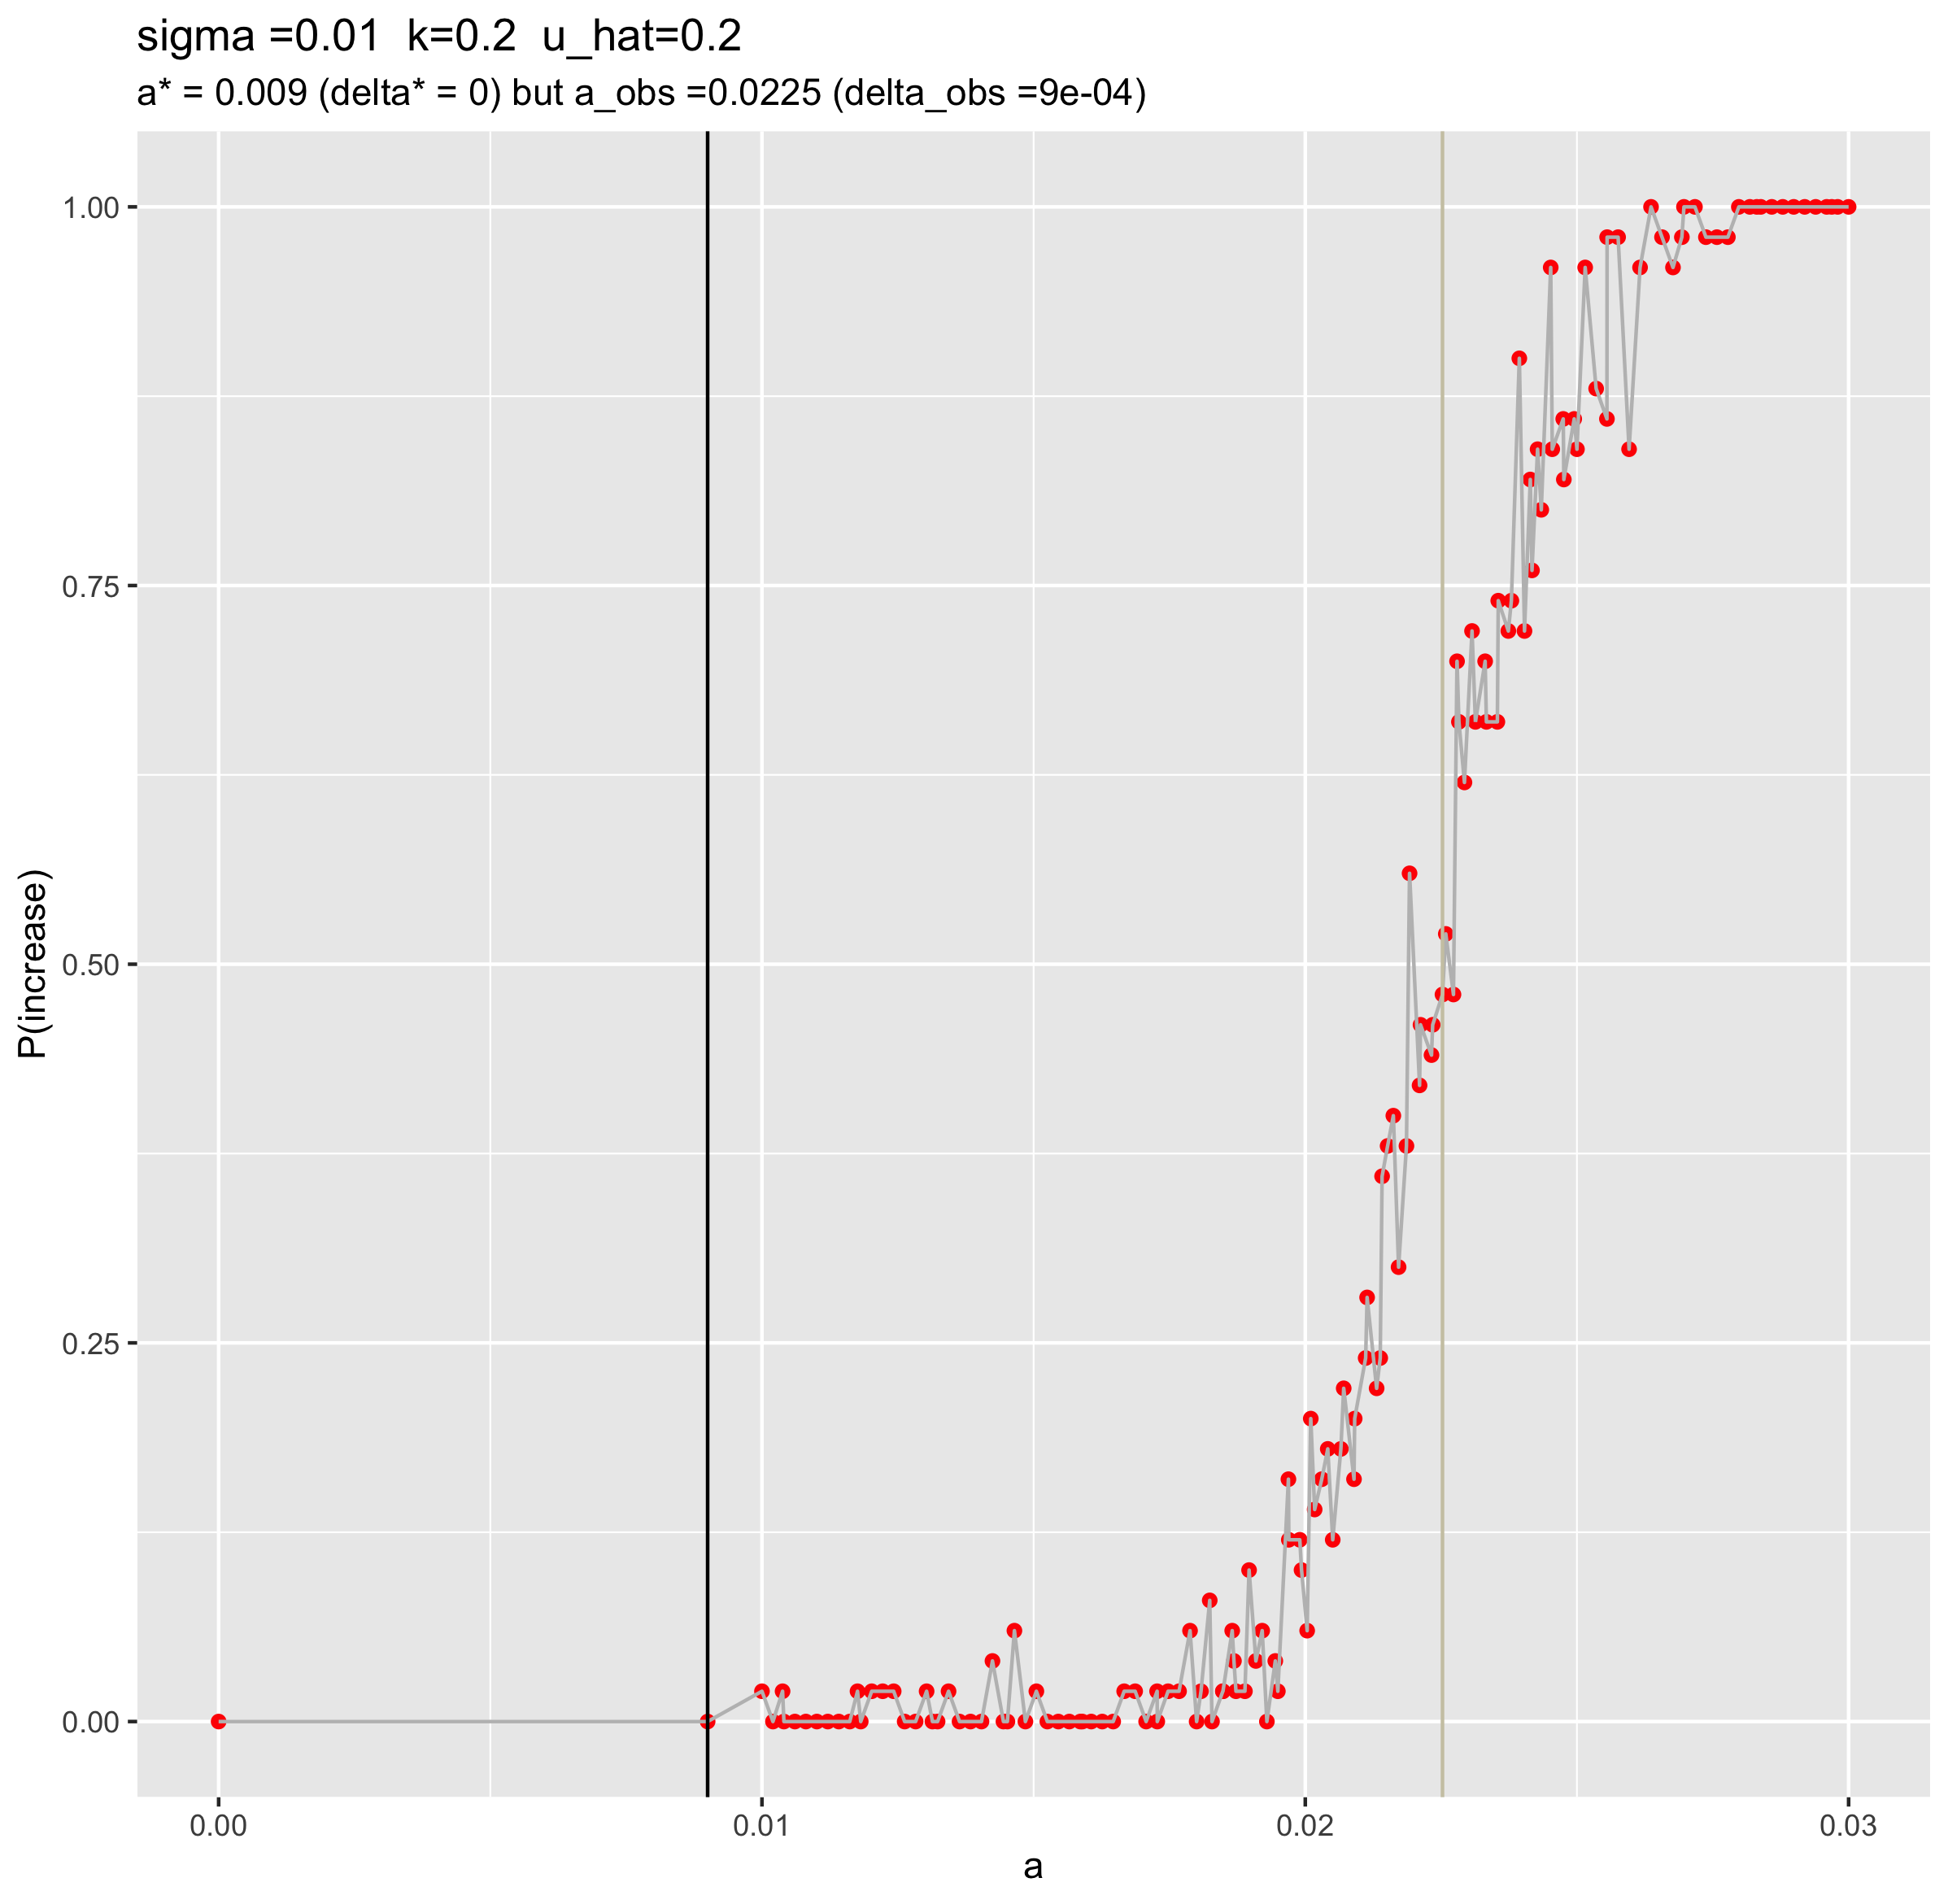 sigma =0.01  k=0.2  u_hat=0.2
a* = 0.009 (delta* = 0) but a_obs =0.0225 (delta_obs =9e-04)
1.00
0.75
0.50
0.25
0.00
P(increase)
0.00
0.01
0.02
0.03
a